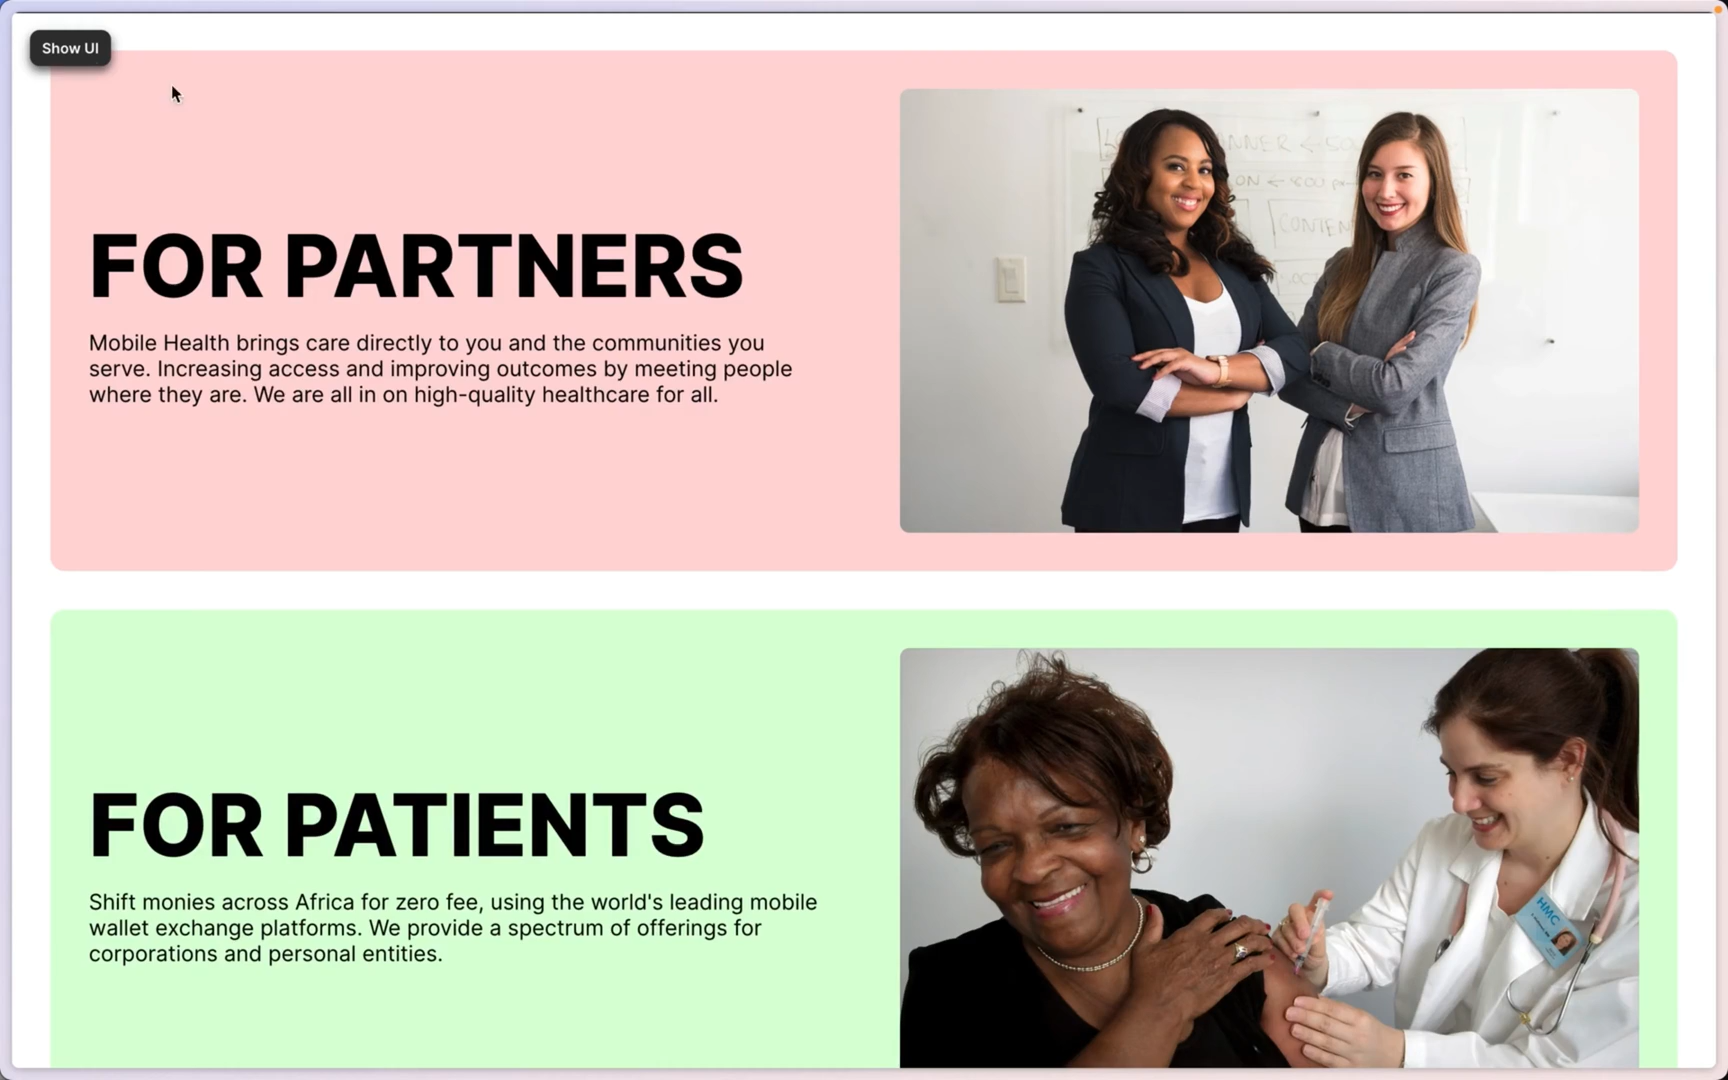 Show UI
FOR PARTNERS
Mobile Health brings care directly to you and the communities you
serve. Increasing access and improving outcomes by meeting people
where they are. We are all in on high-quality healthcare for all.
CONTEN
FOR PATIENTS
Shift monies across Africa for zero fee, using the world's leading mobile
wallet exchange platforms. We provide a spectrum of offerings for
corporations and personal entities.
HMC